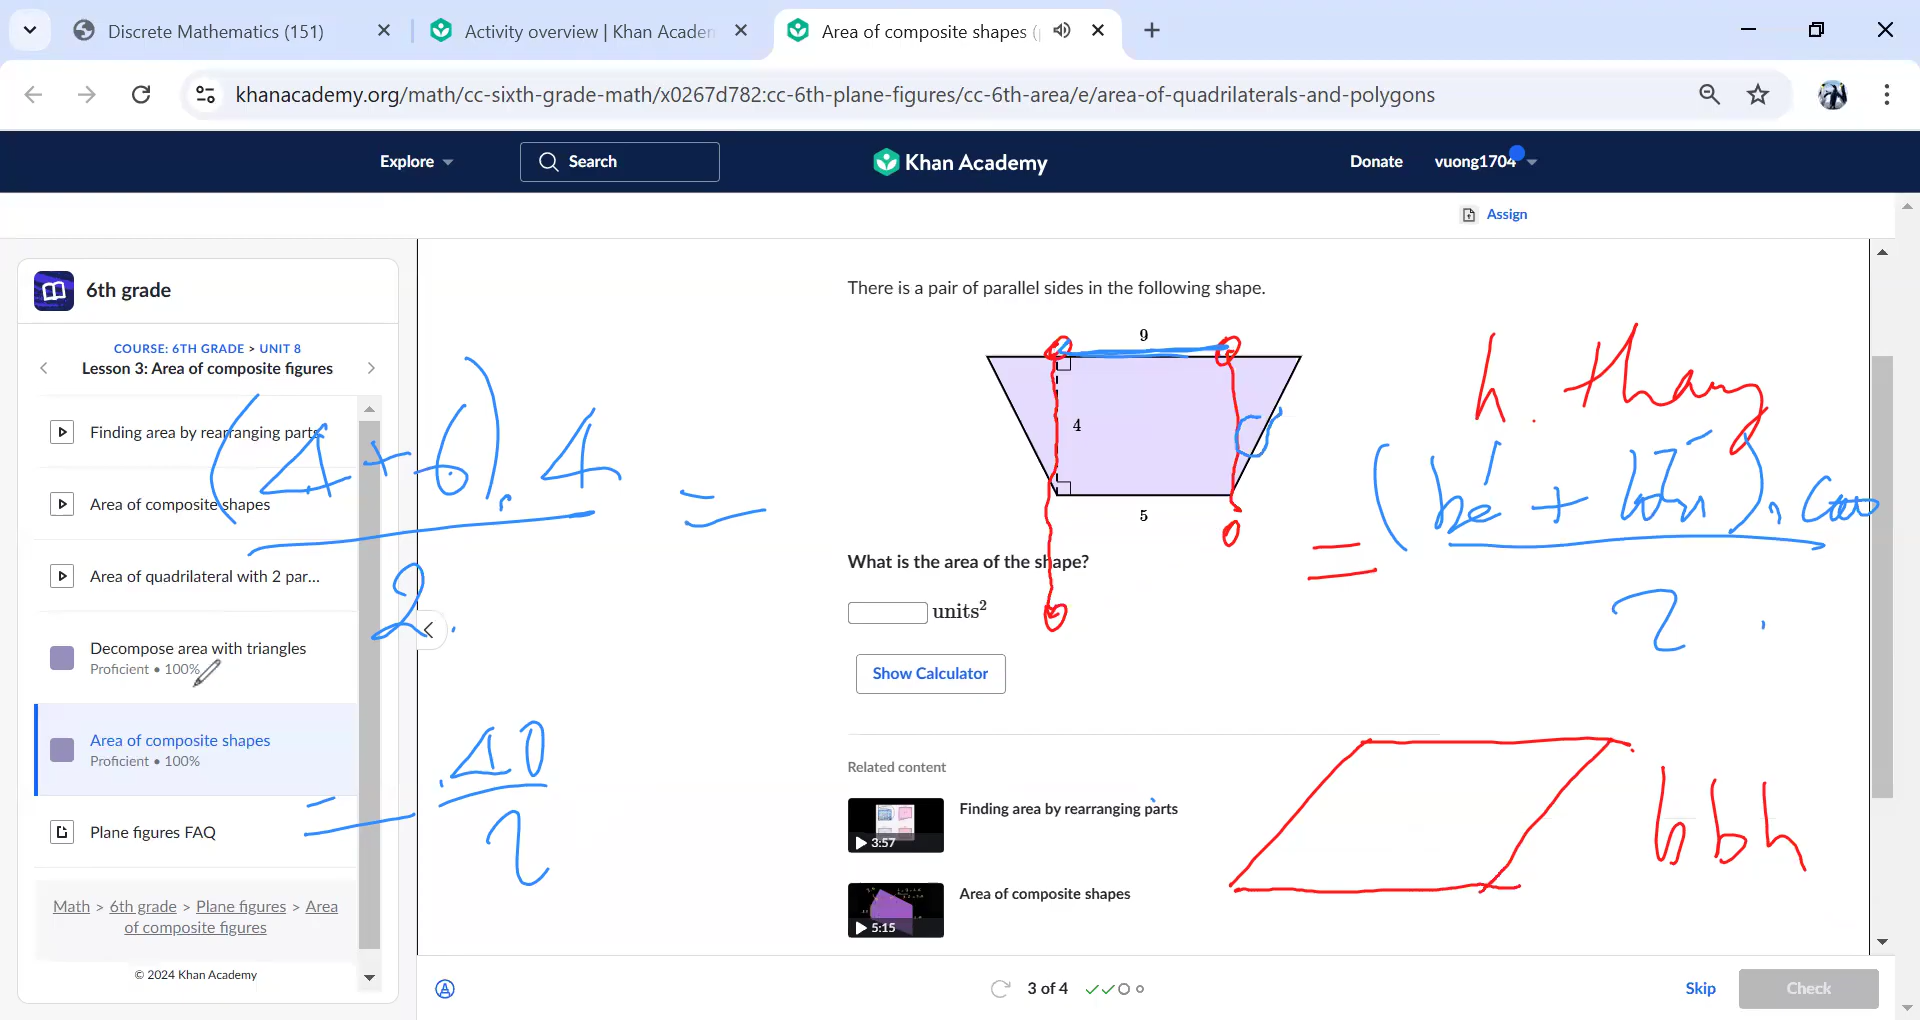 Discrete Mathematics (151)
Activity overview | Khan Academ
Area of composite shapes (
khanacademy.org/math/cc-sixth-grade-math/x0267d782:cc-6th-plane-figures/cc-6th-area/e/area-of-quadrilaterals-and-polygons
Explore
Search
Khan Academy
Donate
vuong1704
Assign
6th grade
COURSE: 6TH GRADE > UNIT 8
Lesson 3: Area of composite figures
Finding area by rearranging parts
Area of composite shapes
Area of quadrilateral with 2 par...
Decompose area with triangles
Proficient • 100%
Area of composite shapes
Proficient • 100%
Plane figures FAQ
Math > 6th grade > Plane figures > Area
of composite figures
© 2024 Khan Academy
(4+6).4
2
=
= 40
2
There is a pair of parallel sides in the following shape.
9
4
5
What is the area of the shape?
units²
Show Calculator
Related content
3:57
Finding area by rearranging parts
5:15
Area of composite shapes
h. thang
= (bé + lớn). cao
2
hbh
3 of 4
Skip
Check